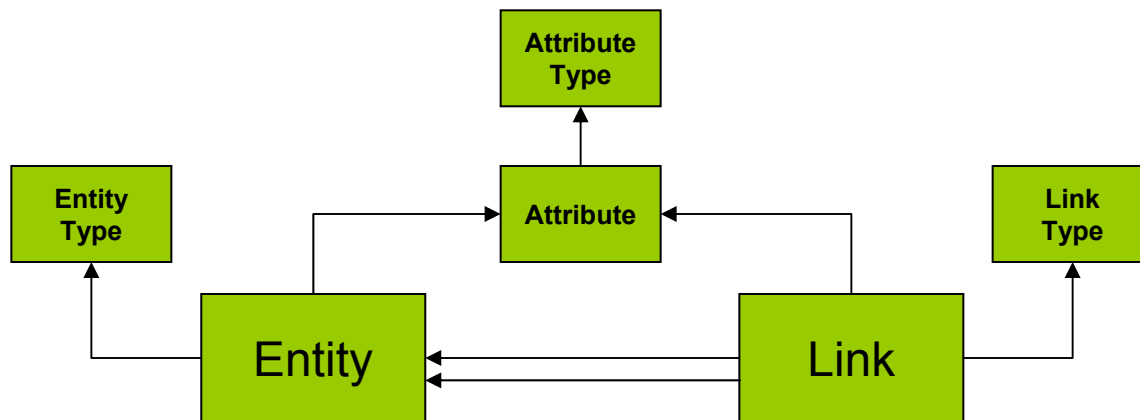 Attribute
Type
Entity
Type
Attribute
Link
Type
Entity
Link